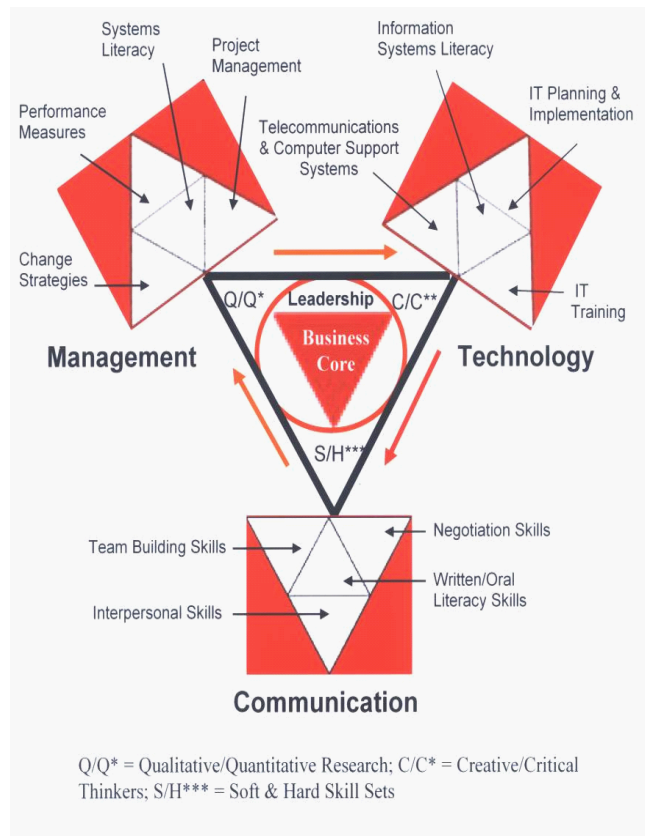 Systems
Literacy
Project
Management
Performance
Measures
Change
Strategies
Management
Information
Systems Literacy
IT Planning &
Implementation
Telecommunications
& Computer Support
Systems
IT
Training
Technology
Q/Q*
Leadership
C/C**
Business
Core
S/H***
Team Building Skills
Negotiation Skills
Written/Oral
Literacy Skills
Interpersonal Skills
Communication
Q/Q* = Qualitative/Quantitative Research; C/C* = Creative/Critical
Thinkers; S/H*** = Soft & Hard Skill Sets